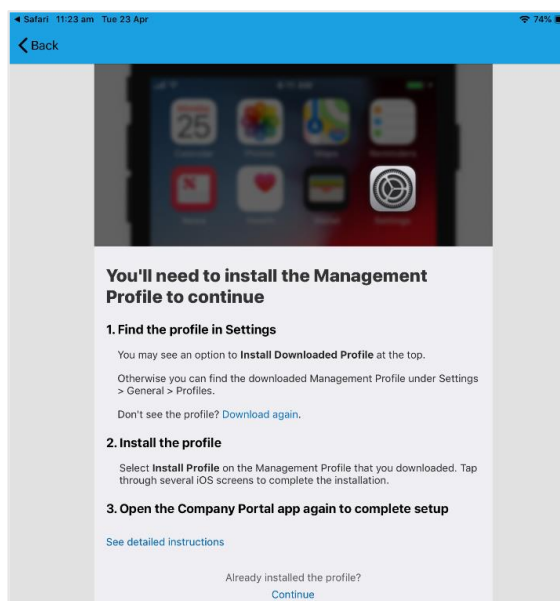 Safari 11:23 am Tue 23 Apr 74%
Back
25
You'll need to install the Management
Profile to continue
1. Find the profile in Settings
You may see an option to Install Downloaded Profile at the top.
Otherwise you can find the downloaded Management Profile under Settings
> General > Profiles.
Don't see the profile? Download again.
2. Install the profile
Select Install Profile on the Management Profile that you downloaded. Tap
through several iOS screens to complete the installation.
3. Open the Company Portal app again to complete setup
See detailed instructions
Already installed the profile?
Continue